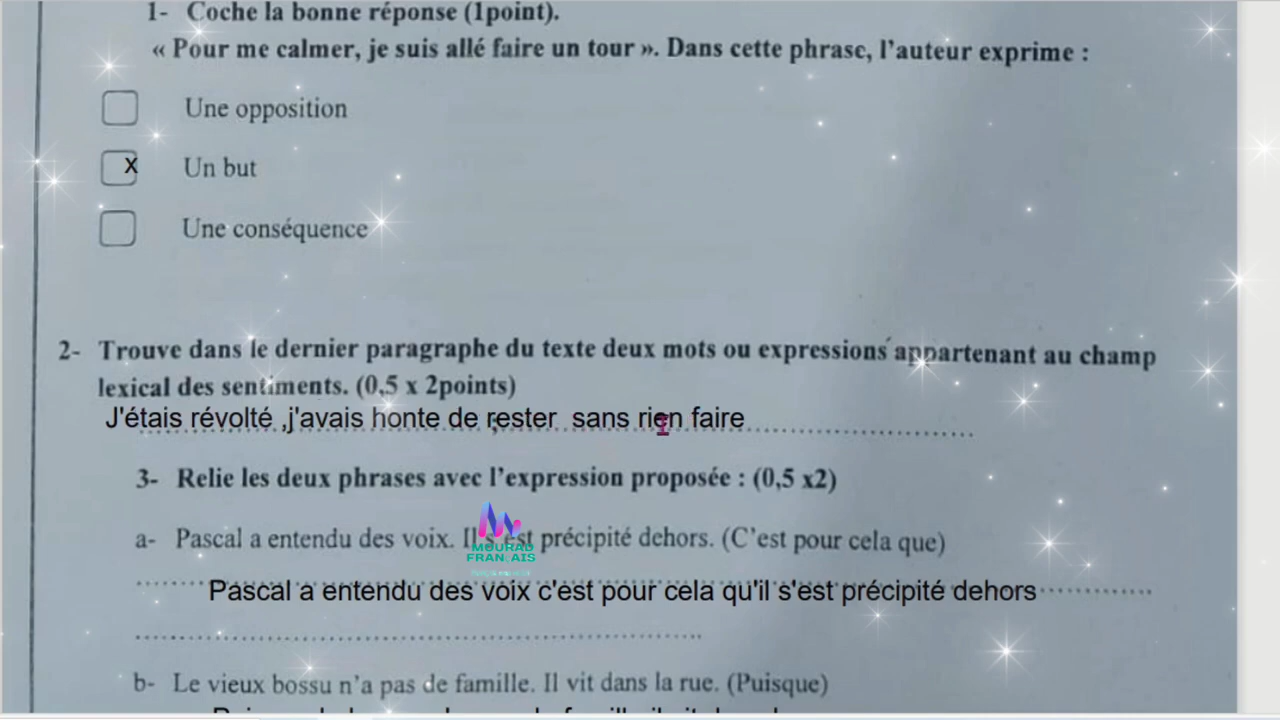 1- Coche la bonne réponse (1point).
« Pour me calmer, je suis allé faire un tour ». Dans cette phrase, l'auteur exprime :
Une opposition
x Un but
Une conséquence
2- Trouve dans le dernier paragraphe du texte deux mots ou expressions appartenant au champ
lexical des sentiments. (0,5 x 2points)
J'étais révolté ,j'avais honte de rester sans rien faire
3- Relie les deux phrases avec l'expression proposée : (0,5 x2)
a- Pascal a entendu des voix. Il s'est précipité dehors. (C'est pour cela que)
MOURAD
FRAN.AIS
Pascal a entendu des voix c'est pour cela qu'il s'est précipité dehors
b- Le vieux bossu n'a pas de famille. Il vit dans la rue. (Puisque)